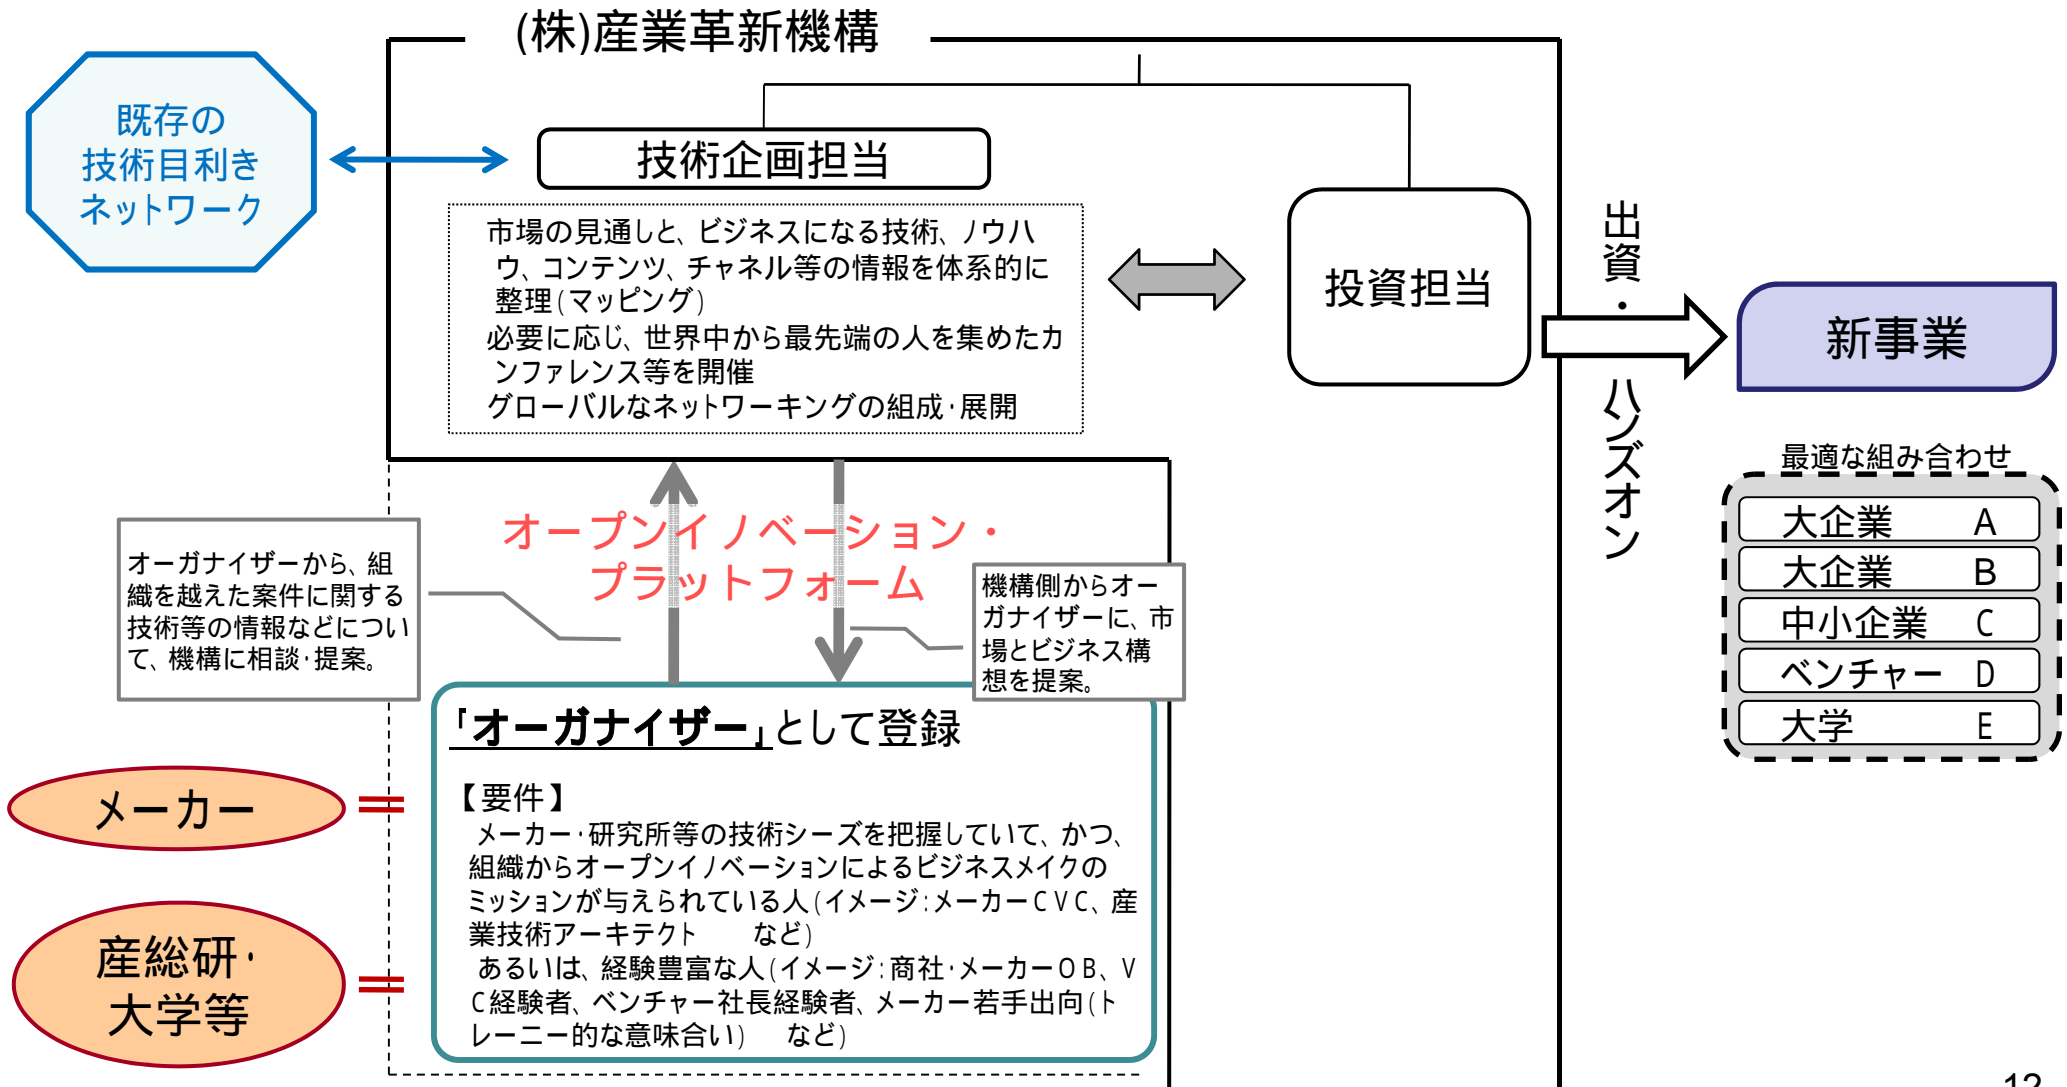 (株)産業革新機構
既存の
技術目利き
ネットワーク
技術企画担当
市場の見通しと、ビジネスになる技術、ノウハ
ウ、コンテンツ、チャネル等の情報を体系的に
整理(マッピング)
必要に応じ、世界中から最先端の人を集めたカ
ンファレンス等を開催
グローバルなネットワーキングの組成・展開
投資担当
出資・ハンズオン
新事業
最適な組み合わせ
大企業 A
大企業 B
中小企業 C
ベンチャー D
大学 E
オープンイノベーション・
プラットフォーム
オーガナイザーから、組
織を越えた案件に関する
技術等の情報などについ
て、機構に相談・提案。
機構側からオー
ガナイザーに、市
場とビジネス構
想を提案。
「オーガナイザー」として登録
【要件】
メーカー・研究所等の技術シーズを把握していて、かつ、
組織からオープンイノベーションによるビジネスメイクの
ミッションが与えられている人(イメージ:メーカーCVC、産
業技術アーキテクト など)
あるいは、経験豊富な人(イメージ:商社・メーカーOB、V
C経験者、ベンチャー社長経験者、メーカー若手出向(ト
レーニー的な意味合い) など)
メーカー
産総研・
大学等
12